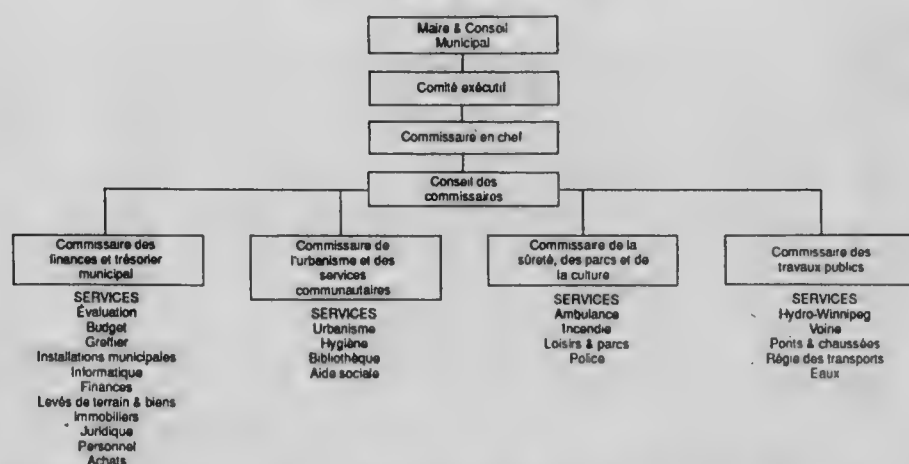 Maire & Conseil
Municipal
Comité exécutif
Commissaire en chef
Conseil des
commissaires
Commissaire des
finances et trésorier
municipal
SERVICES
Évaluation
Budget
Greffier
Installations municipales
Informatique
Finances
Levés de terrain & biens
immobiliers
Juridique
Personnel
Achats
Commissaire de
l'urbanisme et des
services
communautaires
SERVICES
Urbanisme
Hygiène
Bibliothèque
Aide sociale
Commissaire de la
sûreté, des parcs et de
la culture
SERVICES
Ambulance
Incendie
Loisirs & parcs
Police
Commissaire des
travaux publics
SERVICES
Hydro-Winnipeg
Voirie
Ponts & chaussées
Régie des transports
Eaux